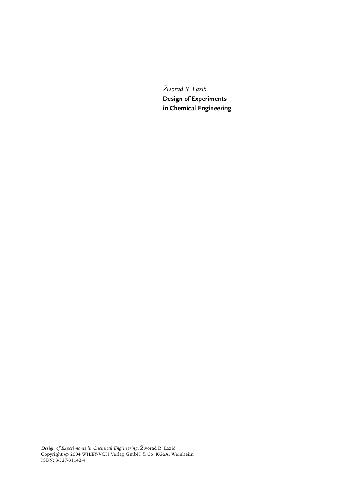 Živorad R. Lazić
Design of Experiments
in Chemical Engineering
Design of Experiments in Chemical Engineering. Živorad R. Lazić
Copyright © 2004 WILEY-VCH Verlag GmbH & Co. KGaA, Weinheim
ISBN: 3-527-31142-4